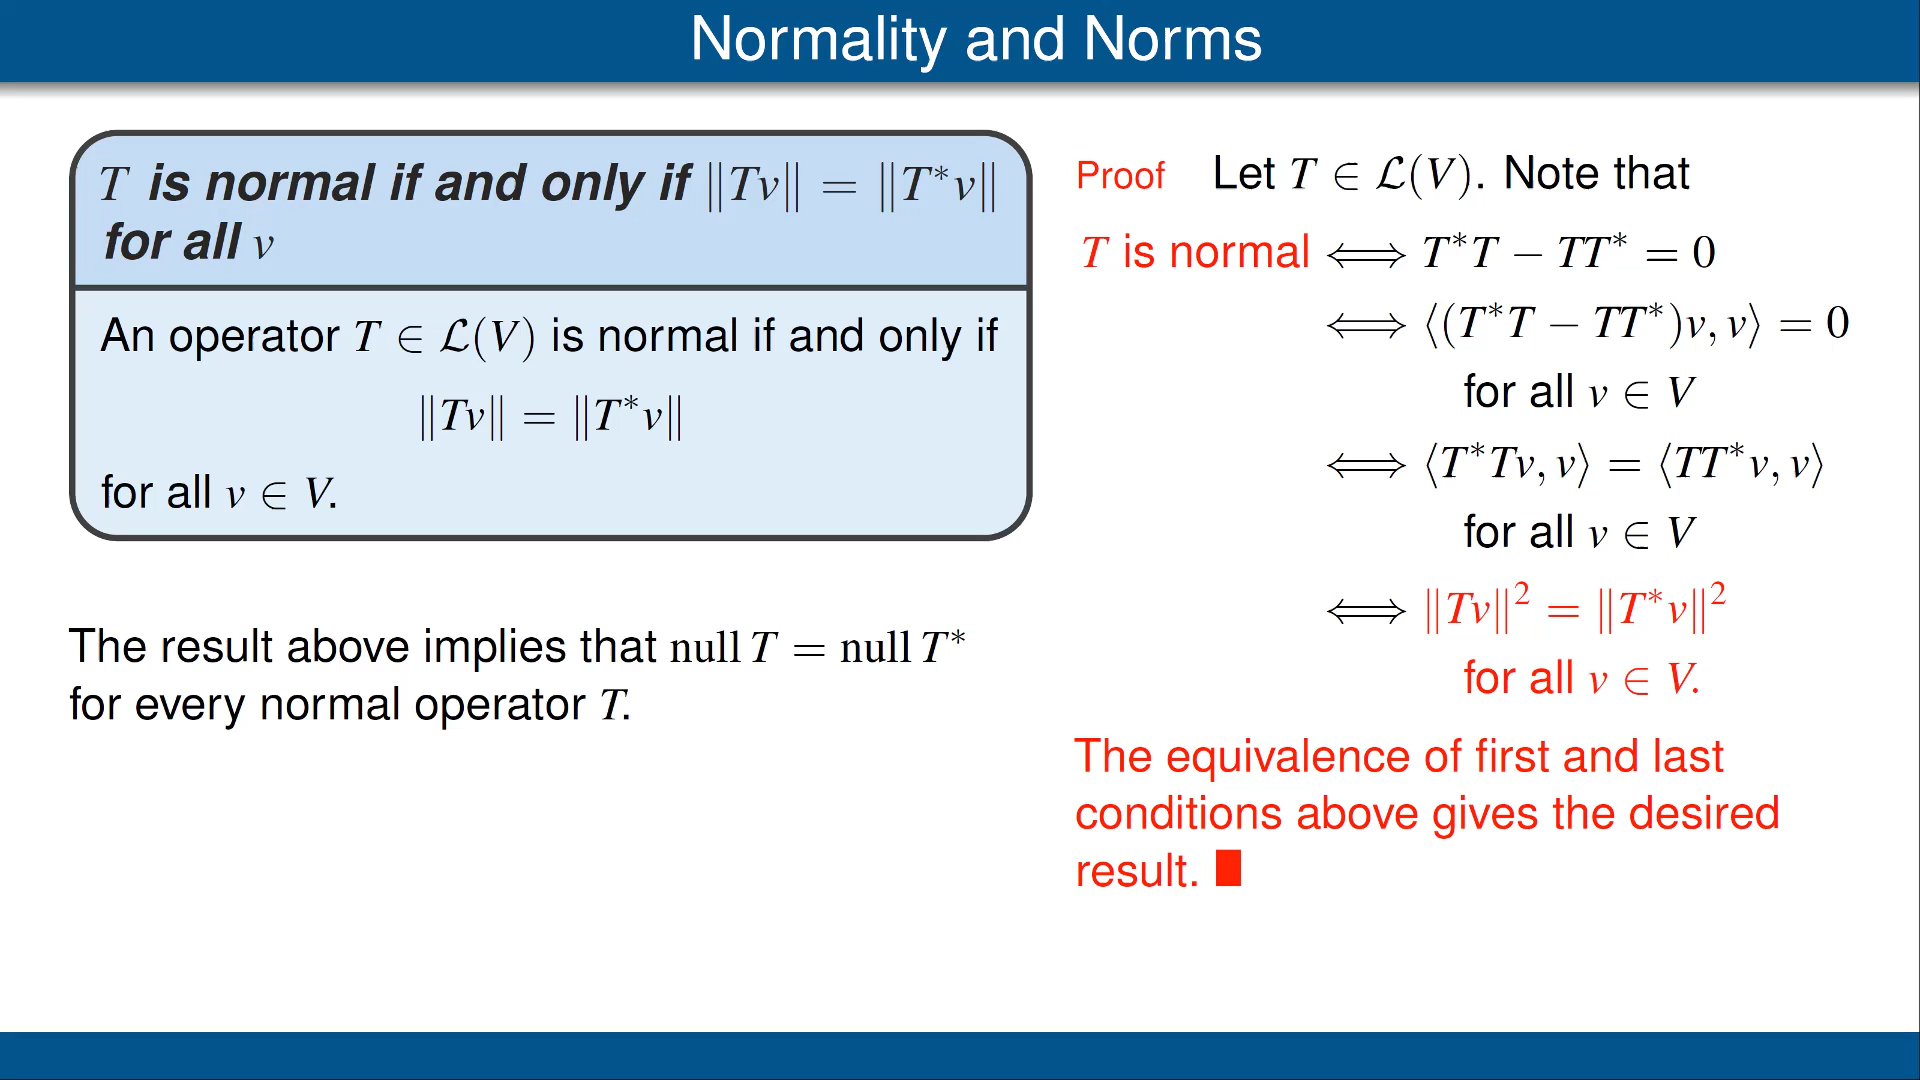 Normality and Norms
T is normal if and only if ‖Tv‖ = ‖T*v‖
for all v
An operator T ∈ ℒ(V) is normal if and only if
‖Tv‖ = ‖T*v‖
for all v ∈ V.
The result above implies that null T = null T*
for every normal operator T.
Proof Let T ∈ ℒ(V). Note that
T is normal ⟺ T*T − TT* = 0
⟺ ⟨(T*T − TT*)v, v⟩ = 0
for all v ∈ V
⟺ ⟨T*Tv, v⟩ = ⟨TT*v, v⟩
for all v ∈ V
⟺ ‖Tv‖² = ‖T*v‖²
for all v ∈ V.
The equivalence of first and last
conditions above gives the desired
result. ■